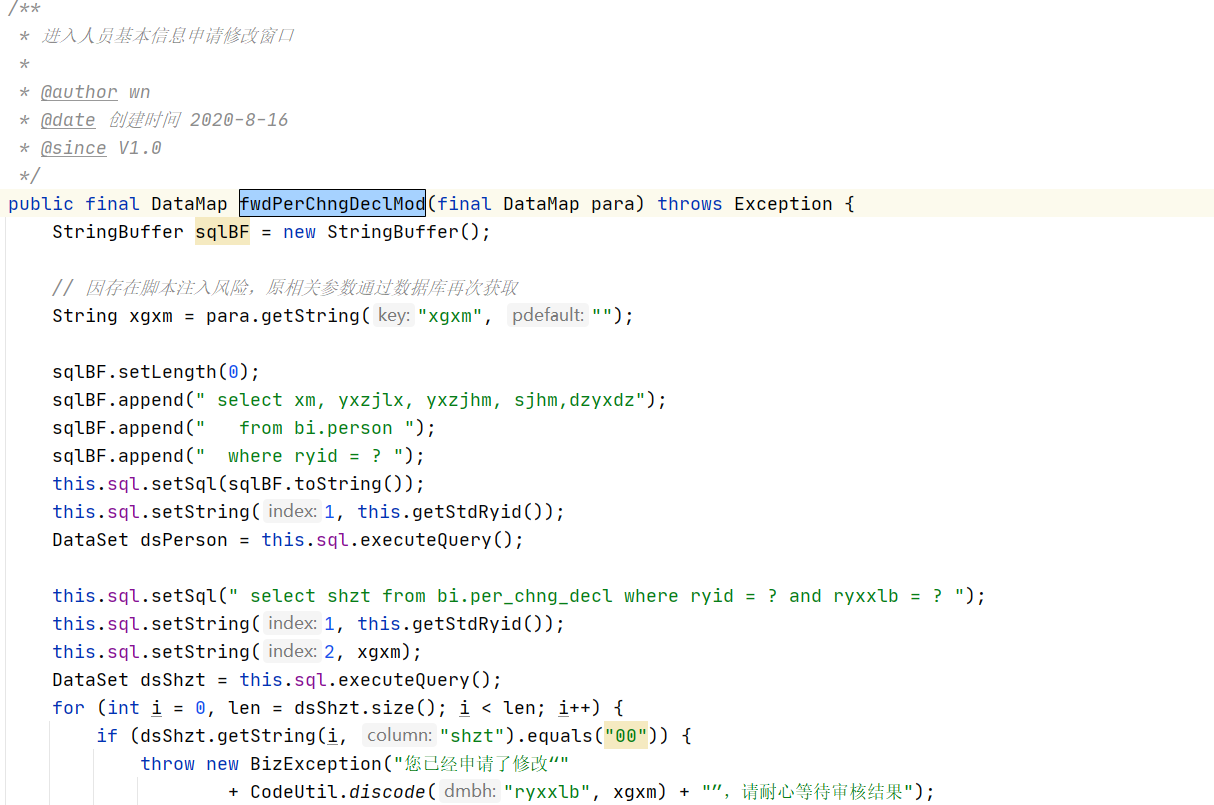 /**
 * 进入人员基本信息申请修改窗口
 *
 * @author wn
 * @date 创建时间 2020-8-16
 * @since V1.0
 */
public final DataMap fwdPerChngDeclMod(final DataMap para) throws Exception {
    StringBuffer sqlBF = new StringBuffer();
    // 因存在脚本注入风险，原相关参数通过数据库再次获取
    String xgxm = para.getString( key: "xgxm", pdefault: "");
    sqlBF.setLength(0);
    sqlBF.append(" select xm, yxzjlx, yxzjhm, sjhm,dzyxdz");
    sqlBF.append("   from bi.person ");
    sqlBF.append("  where ryid = ? ");
    this.sql.setSql(sqlBF.toString());
    this.sql.setString( index: 1, this.getStdRyid());
    DataSet dsPerson = this.sql.executeQuery();
    this.sql.setSql(" select shzt from bi.per_chng_decl where ryid = ? and ryxxlb = ? ");
    this.sql.setString( index: 1, this.getStdRyid());
    this.sql.setString( index: 2, xgxm);
    DataSet dsShzt = this.sql.executeQuery();
    for (int i = 0, len = dsShzt.size(); i < len; i++) {
        if (dsShzt.getString(i, column: "shzt").equals("00")) {
            throw new BizException("您已经申请了修改“"
                    + CodeUtil.discode( dmbh: "ryxxlb", xgxm) + "”，请耐心等待审核结果");